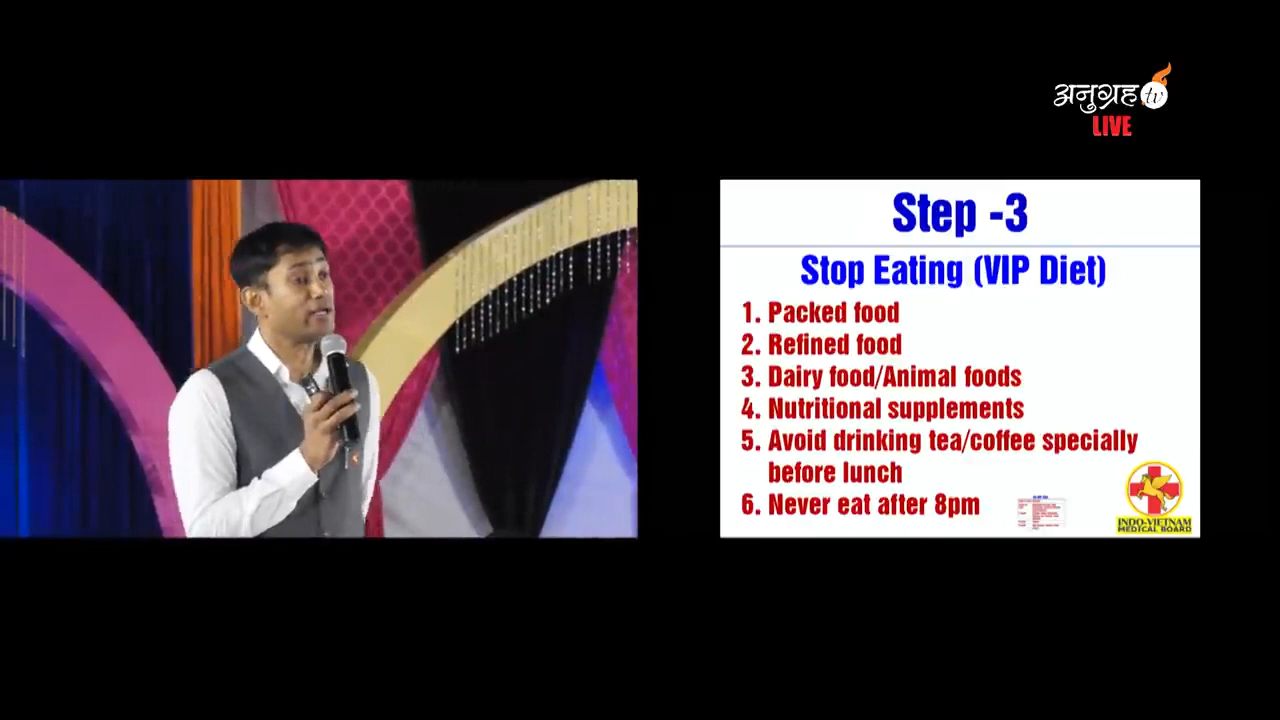 अनुग्रह tv
LIVE
Step -3
Stop Eating (VIP Diet)
1. Packed food
2. Refined food
3. Dairy food/Animal foods
4. Nutritional supplements
5. Avoid drinking tea/coffee specially
before lunch
6. Never eat after 8pm
INDO-VIETNAM
MEDICAL BOARD